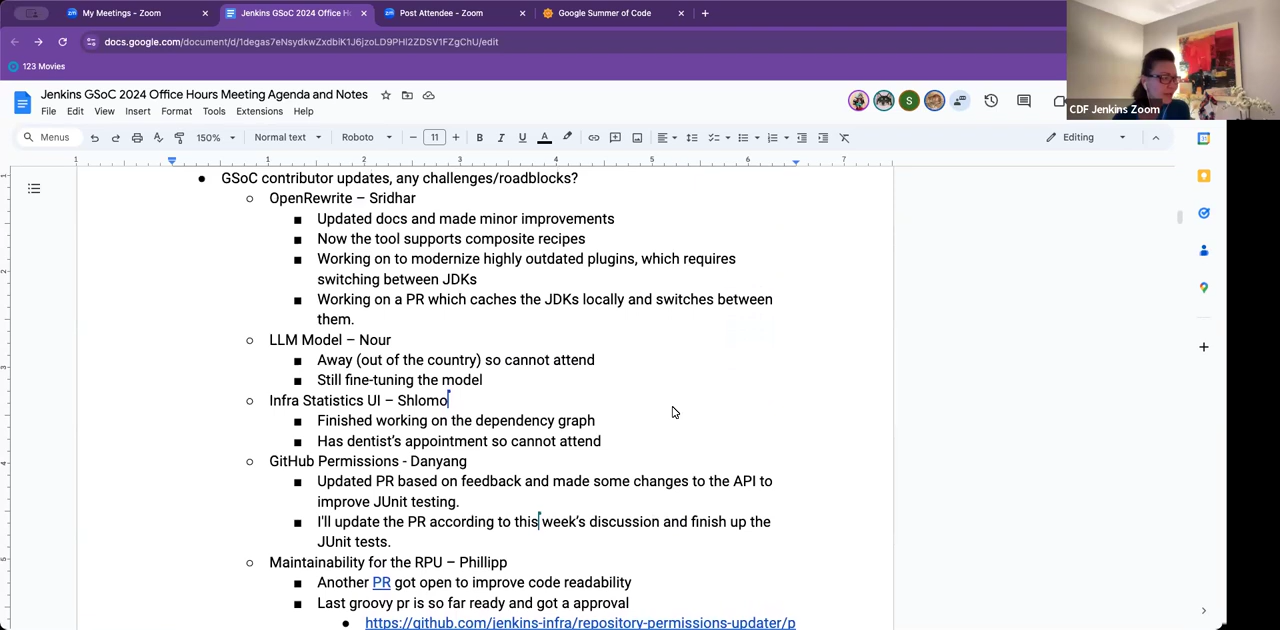 My Meetings - Zoom
Jenkins GSoC 2024 Office H
Post Attendee - Zoom
Google Summer of Code
docs.google.com/document/d/1degas7eNsydkwZxdbiK1J6jzoLD9PHl2ZDSV1FZgChU/edit
123 Movies
CDF Jenkins Zoom
Jenkins GSoC 2024 Office Hours Meeting Agenda and Notes
File Edit View Insert Format Tools Extensions Help
Menus 150% Normal text Roboto 11 B I U A Editing
1 1 2 3 4 5 6 7
GSoC contributor updates, any challenges/roadblocks?
OpenRewrite – Sridhar
Updated docs and made minor improvements
Now the tool supports composite recipes
Working on to modernize highly outdated plugins, which requires
switching between JDKs
Working on a PR which caches the JDKs locally and switches between
them.
LLM Model – Nour
Away (out of the country) so cannot attend
Still fine-tuning the model
Infra Statistics UI – Shlomo
Finished working on the dependency graph
Has dentist's appointment so cannot attend
GitHub Permissions - Danyang
Updated PR based on feedback and made some changes to the API to
improve JUnit testing.
I'll update the PR according to this week's discussion and finish up the
JUnit tests.
Maintainability for the RPU – Phillipp
Another PR got open to improve code readability
Last groovy pr is so far ready and got a approval
https://github.com/jenkins-infra/repository-permissions-updater/p